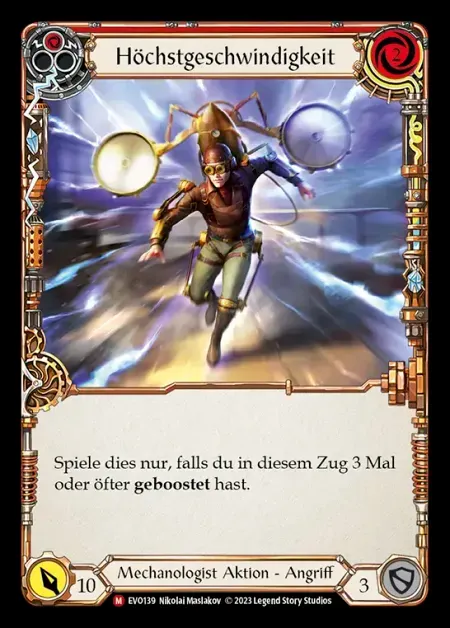 Höchstgeschwindigkeit
2
Spiele dies nur, falls du in diesem Zug 3 Mal
oder öfter geboostet hast.
10
Mechanologist Aktion - Angriff
3
M EVO139 Nikolai Maslakov © 2023 Legend Story Studios